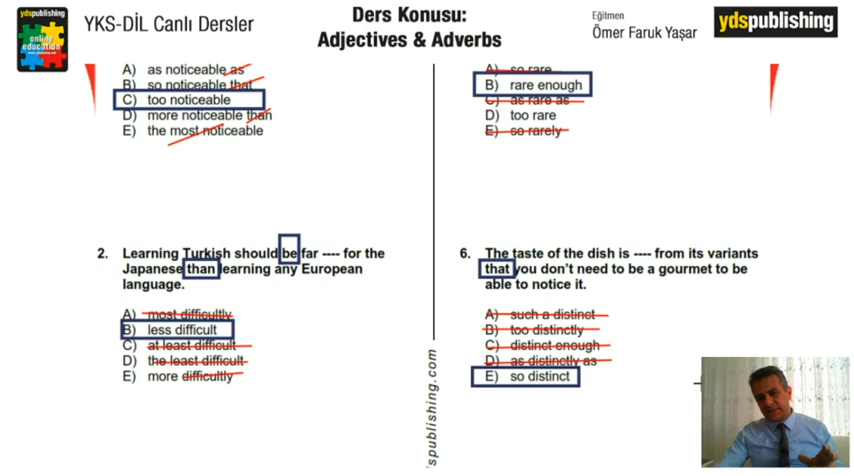 ydspublishing
online
education
YKS-DİL Canlı Dersler
Ders Konusu:
Adjectives & Adverbs
Eğitmen
Ömer Faruk Yaşar
ydspublishing
A) as noticeable as
B) so noticeable that
C) too noticeable
D) more noticeable than
E) the most noticeable
2. Learning Turkish should be far ---- for the
Japanese than learning any European
language.
A) most difficultly
B) less difficult
C) at least difficult
D) the least difficult
E) more difficultly
A) so rare
B) rare enough
C) as rare as
D) too rare
E) so rarely
6. The taste of the dish is ---- from its variants
that you don't need to be a gourmet to be
able to notice it.
A) such a distinct
B) too distinctly
C) distinct enough
D) as distinctly as
E) so distinct
spublishing.com